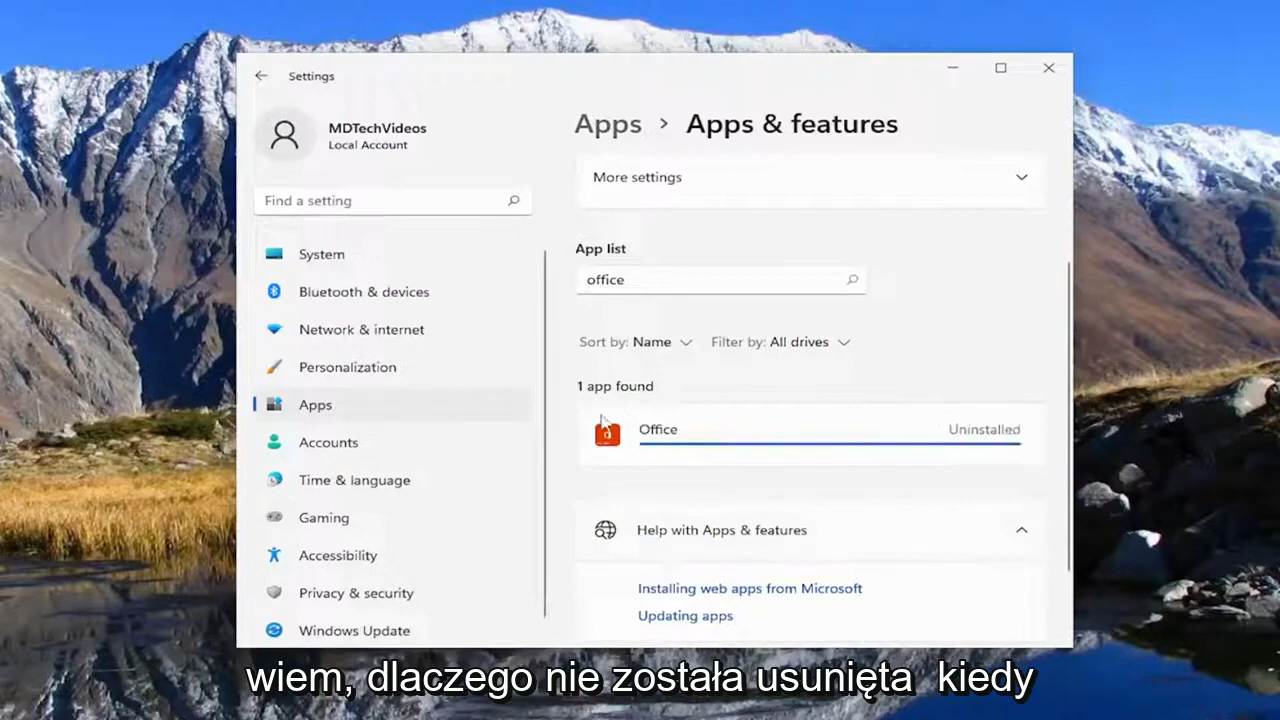 Settings
MDTechVideos
Local Account
Find a setting
System
Bluetooth & devices
Network & internet
Personalization
Apps
Accounts
Time & language
Gaming
Accessibility
Privacy & security
Windows Update
Apps > Apps & features
More settings
App list
office
Sort by: Name Filter by: All drives
1 app found
Office Uninstalled
Help with Apps & features
Installing web apps from Microsoft
Updating apps
wiem, dlaczego nie została usunięta kiedy